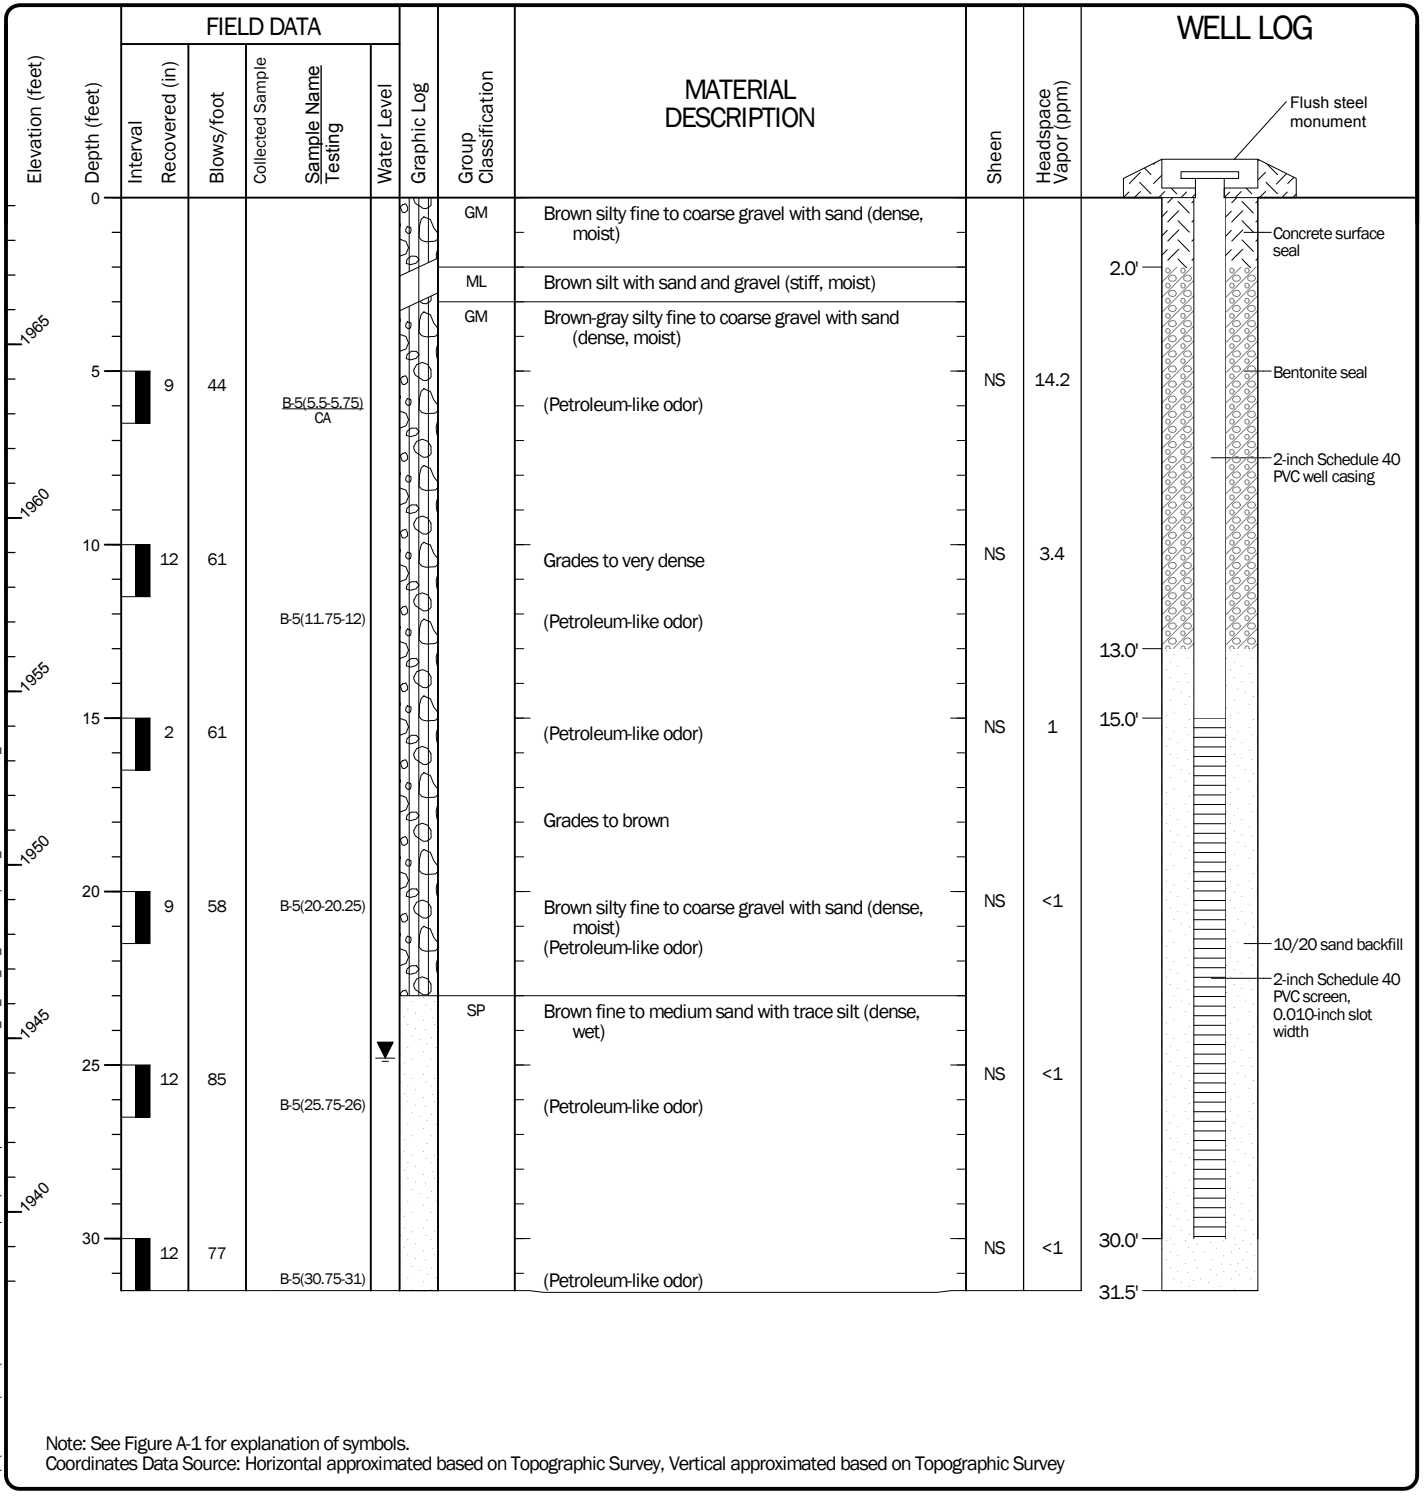 FIELD DATA
WELL LOG
Elevation (feet)
Depth (feet)
Interval
Recovered (in)
Blows/foot
Collected Sample
Sample Name
Testing
Water Level
Graphic Log
Group
Classification
MATERIAL
DESCRIPTION
Sheen
Headspace
Vapor (ppm)
Flush steel
monument
0
GM
Brown silty fine to coarse gravel with sand (dense,
moist)
Concrete surface
seal
2.0'
ML
Brown silt with sand and gravel (stiff, moist)
1965
GM
Brown-gray silty fine to coarse gravel with sand
(dense, moist)
5
9
44
NS
14.2
Bentonite seal
B-5(5.5-5.75)
CA
(Petroleum-like odor)
2-inch Schedule 40
PVC well casing
1960
10
12
61
Grades to very dense
NS
3.4
B-5(11.75-12)
(Petroleum-like odor)
13.0'
1955
15
2
61
(Petroleum-like odor)
NS
1
15.0'
Grades to brown
1950
20
9
58
B-5(20-20.25)
Brown silty fine to coarse gravel with sand (dense,
moist)
(Petroleum-like odor)
NS
<1
10/20 sand backfill
2-inch Schedule 40
PVC screen,
0.010-inch slot
width
1945
SP
Brown fine to medium sand with trace silt (dense,
wet)
25
12
85
NS
<1
B-5(25.75-26)
(Petroleum-like odor)
1940
30
12
77
NS
<1
30.0'
B-5(30.75-31)
(Petroleum-like odor)
31.5'
Note: See Figure A-1 for explanation of symbols.
Coordinates Data Source: Horizontal approximated based on Topographic Survey, Vertical approximated based on Topographic Survey